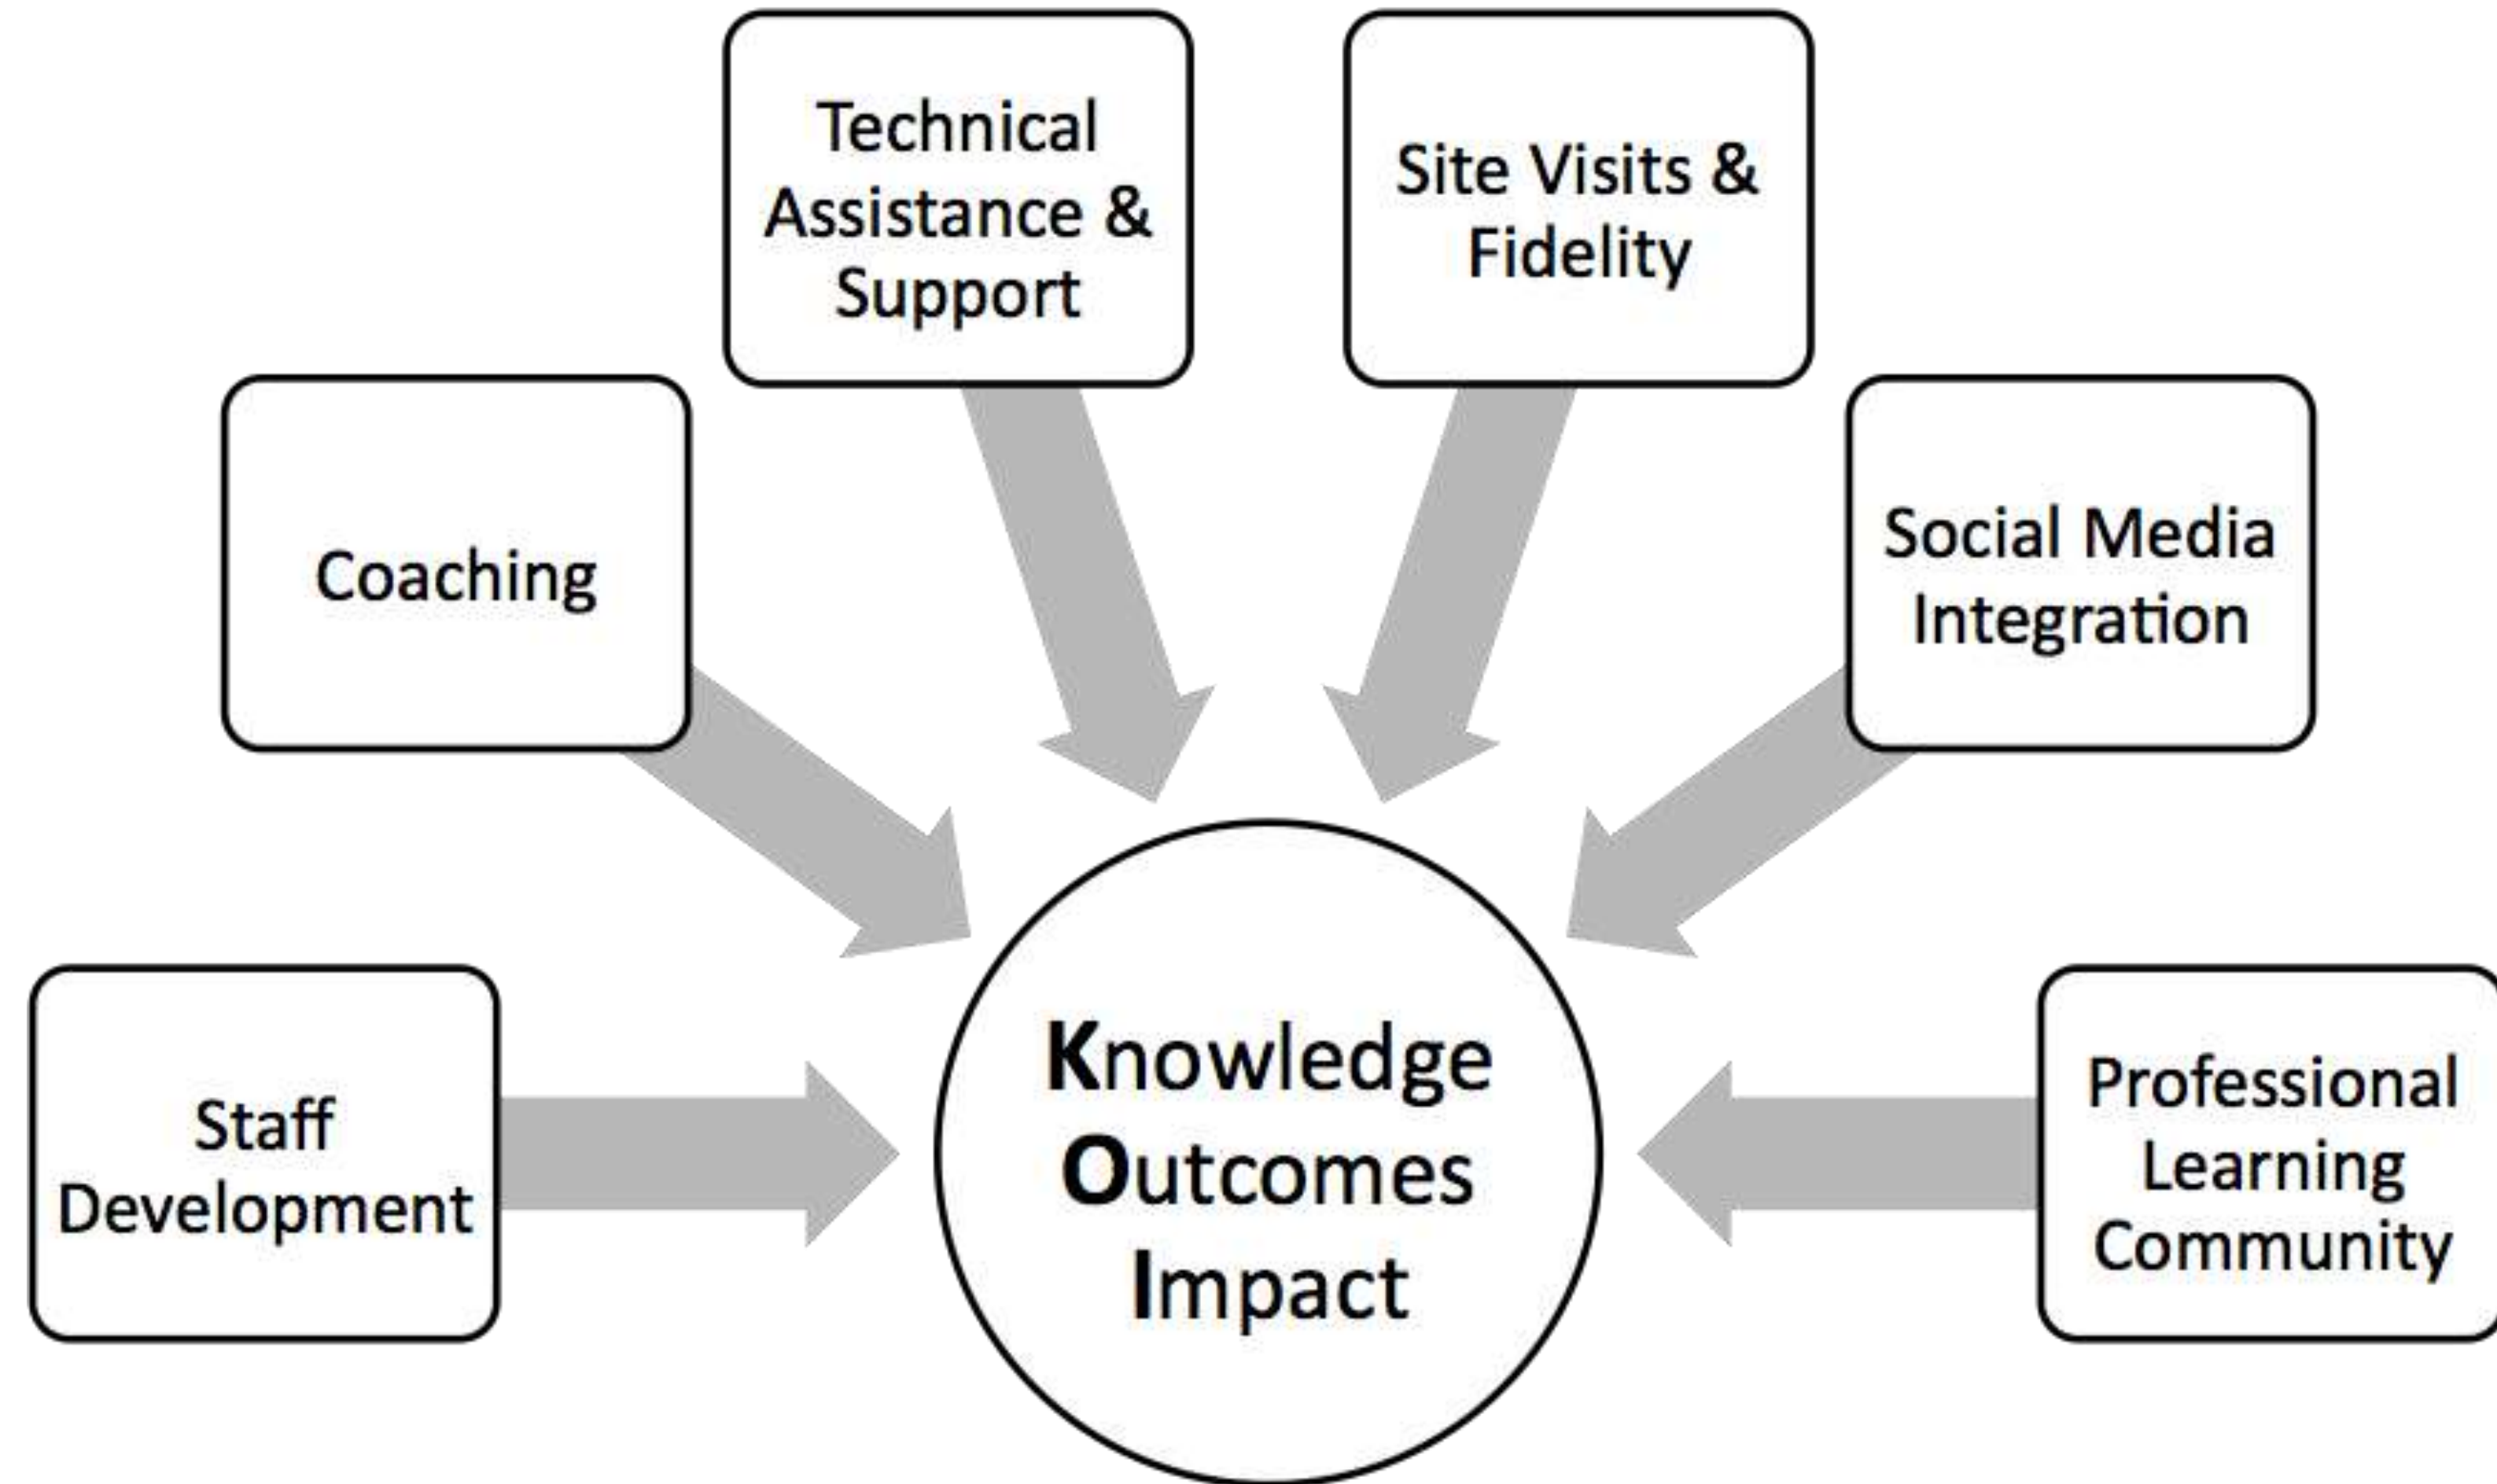 Technical
Assistance &
Support
Site Visits &
Fidelity
Coaching
Social Media
Integration
Staff
Development
Knowledge
Outcomes
Impact
Professional
Learning
Community